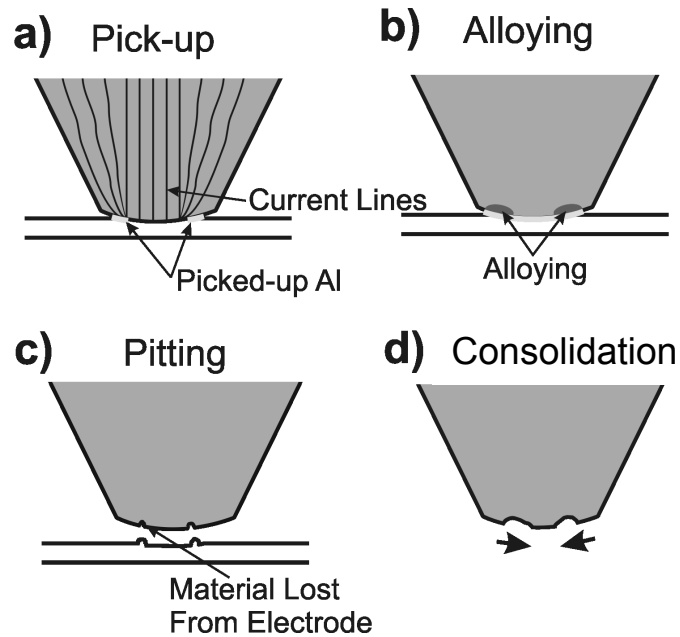 a) Pick-up
Current Lines
Picked-up Al
b) Alloying
Alloying
c) Pitting
Material Lost
From Electrode
d) Consolidation